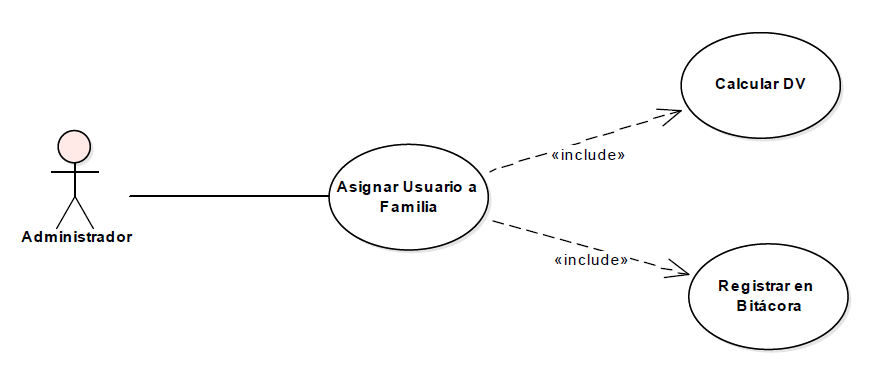 Calcular DV
«include»
Asignar Usuario a
Familia
Administrador
«include»
Registrar en
Bitácora